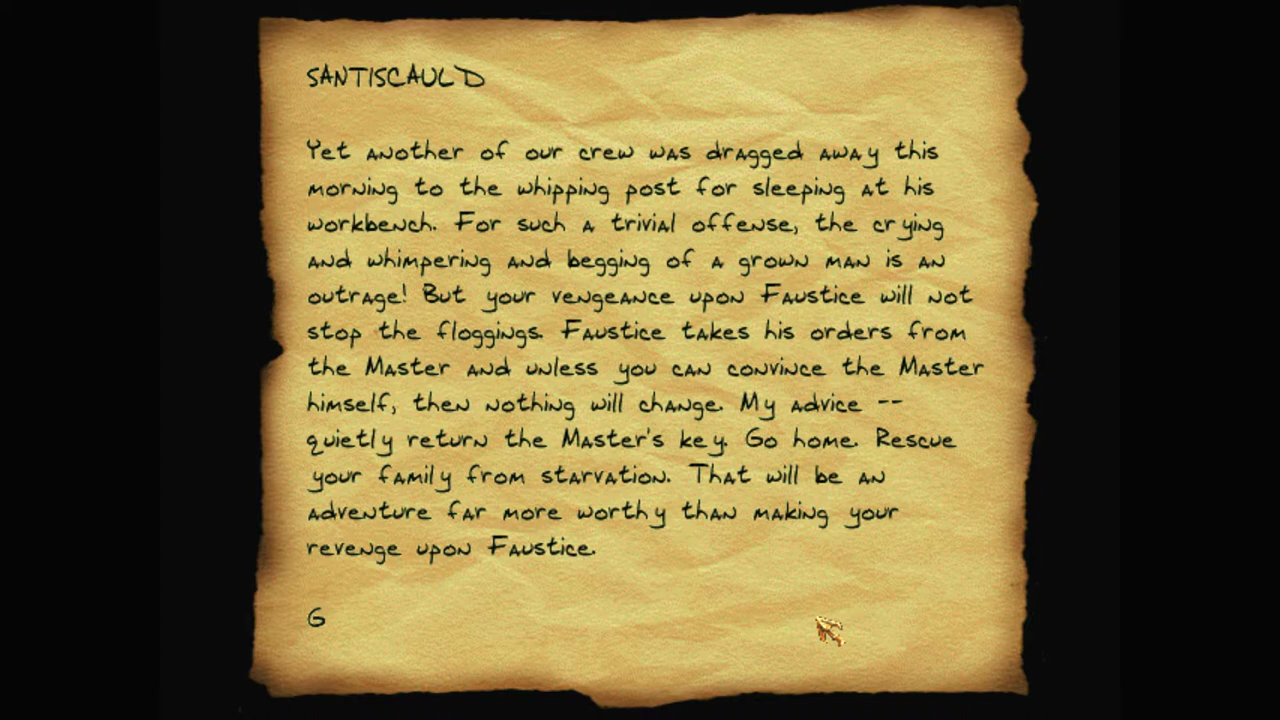 SANTISCAULD
Yet another of our crew was dragged away this
morning to the whipping post for sleeping at his
workbench. For such a trivial offense, the crying
and whimpering and begging of a grown man is an
outrage! But your vengeance upon Faustice will not
stop the floggings. Faustice takes his orders from
the Master and unless you can convince the Master
himself, then nothing will change. My advice --
quietly return the Master's key. Go home. Rescue
your family from starvation. That will be an
adventure far more worthy than making your
revenge upon Faustice.
G